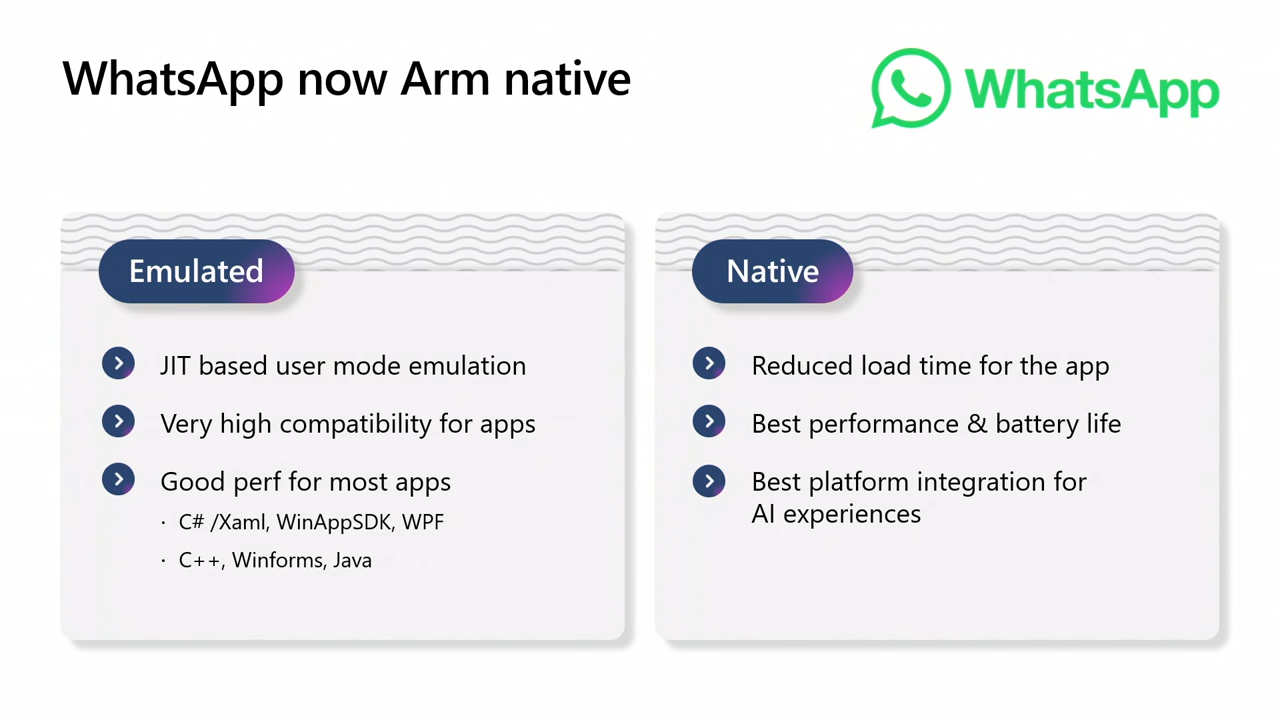 WhatsApp now Arm native
WhatsApp
Emulated
JIT based user mode emulation
Very high compatibility for apps
Good perf for most apps
· C# /Xaml, WinAppSDK, WPF
· C++, Winforms, Java
Native
Reduced load time for the app
Best performance & battery life
Best platform integration for
AI experiences